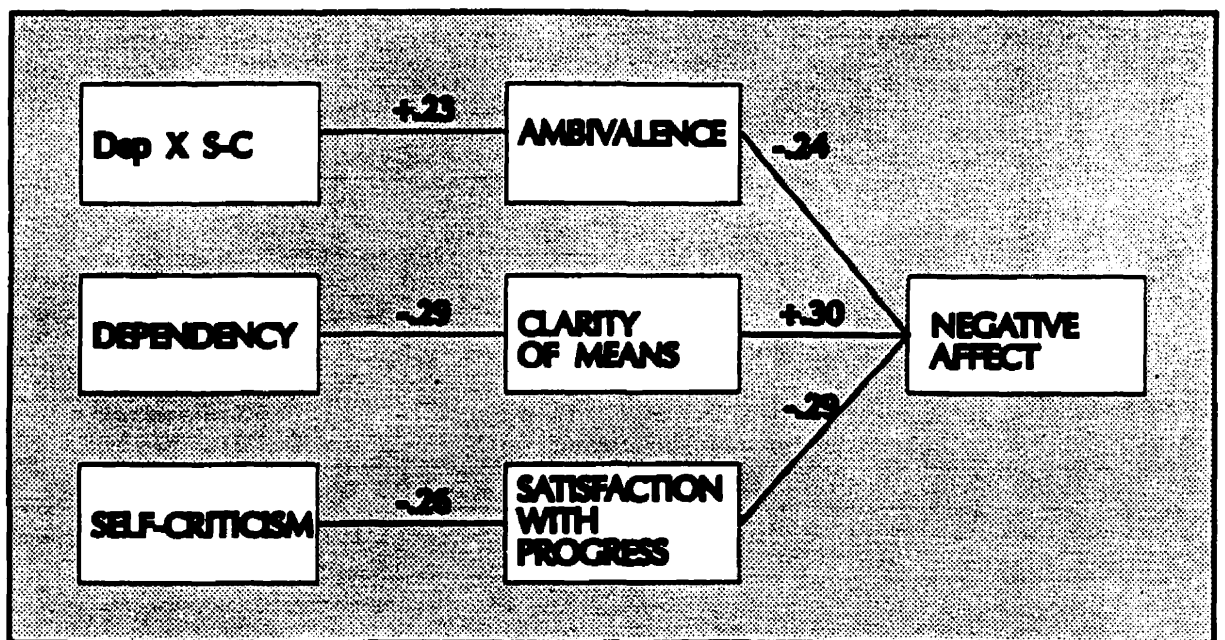 Dep X S-C
+.23
AMBIVALENCE
-.24
DEPENDENCY
-.29
CLARITY
OF MEANS
+.30
NEGATIVE
AFFECT
SELF-CRITICISM
-.26
SATISFACTION
WITH
PROGRESS
-.29